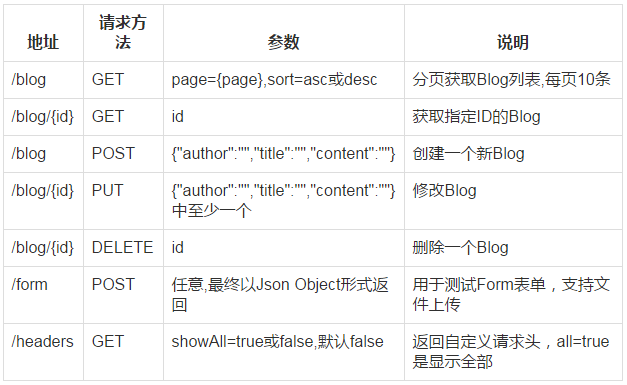 地址 请求方法 参数 说明
/blog GET page={page},sort=asc或desc 分页获取Blog列表,每页10条
/blog/{id} GET id 获取指定ID的Blog
/blog POST {"author":"","title":"","content":""} 创建一个新Blog
/blog/{id} PUT {"author":"","title":"","content":""} 修改Blog
中至少一个
/blog/{id} DELETE id 删除一个Blog
/form POST 任意,最终以Json Object形式返 用于测试Form表单，支持文
回 件上传
/headers GET showAll=true或false,默认false 返回自定义请求头，all=true
是显示全部